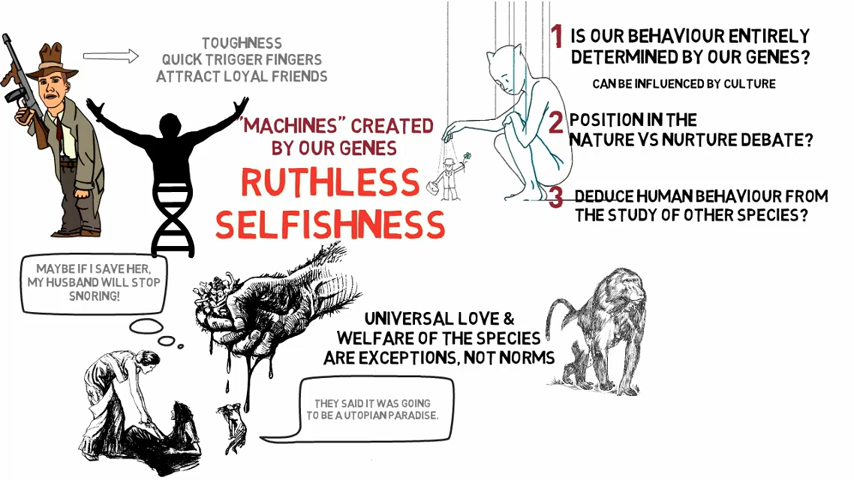 TOUGHNESS
QUICK TRIGGER FINGERS
ATTRACT LOYAL FRIENDS
"MACHINES" CREATED
BY OUR GENES
RUTHLESS
SELFISHNESS
1 IS OUR BEHAVIOUR ENTIRELY
DETERMINED BY OUR GENES?
CAN BE INFLUENCED BY CULTURE
2 POSITION IN THE
NATURE VS NURTURE DEBATE?
3 DEDUCE HUMAN BEHAVIOUR FROM
THE STUDY OF OTHER SPECIES?
MAYBE IF I SAVE HER,
MY HUSBAND WILL STOP
SNORING!
UNIVERSAL LOVE &
WELFARE OF THE SPECIES
ARE EXCEPTIONS, NOT NORMS
THEY SAID IT WAS GOING
TO BE A UTOPIAN PARADISE.